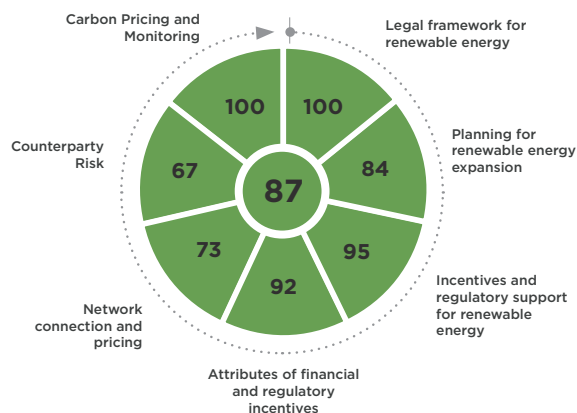 Legal framework for
renewable energy
100
Planning for
renewable energy
expansion
84
Incentives and
regulatory support
for renewable
energy
95
Attributes of financial
and regulatory
incentives
92
Network
connection and
pricing
73
Counterparty
Risk
67
Carbon Pricing and
Monitoring
100
87